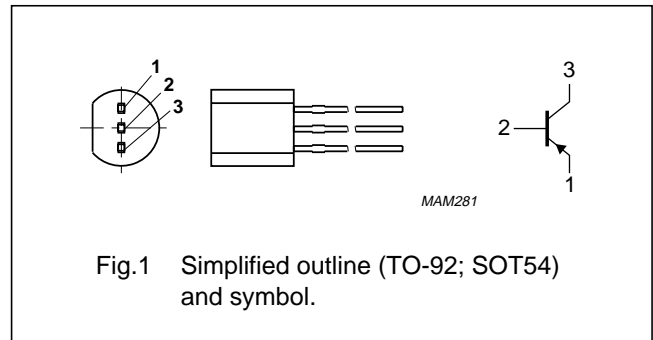 1
2
3
3
2
1
MAM281
Fig.1 Simplified outline (TO-92; SOT54)
and symbol.